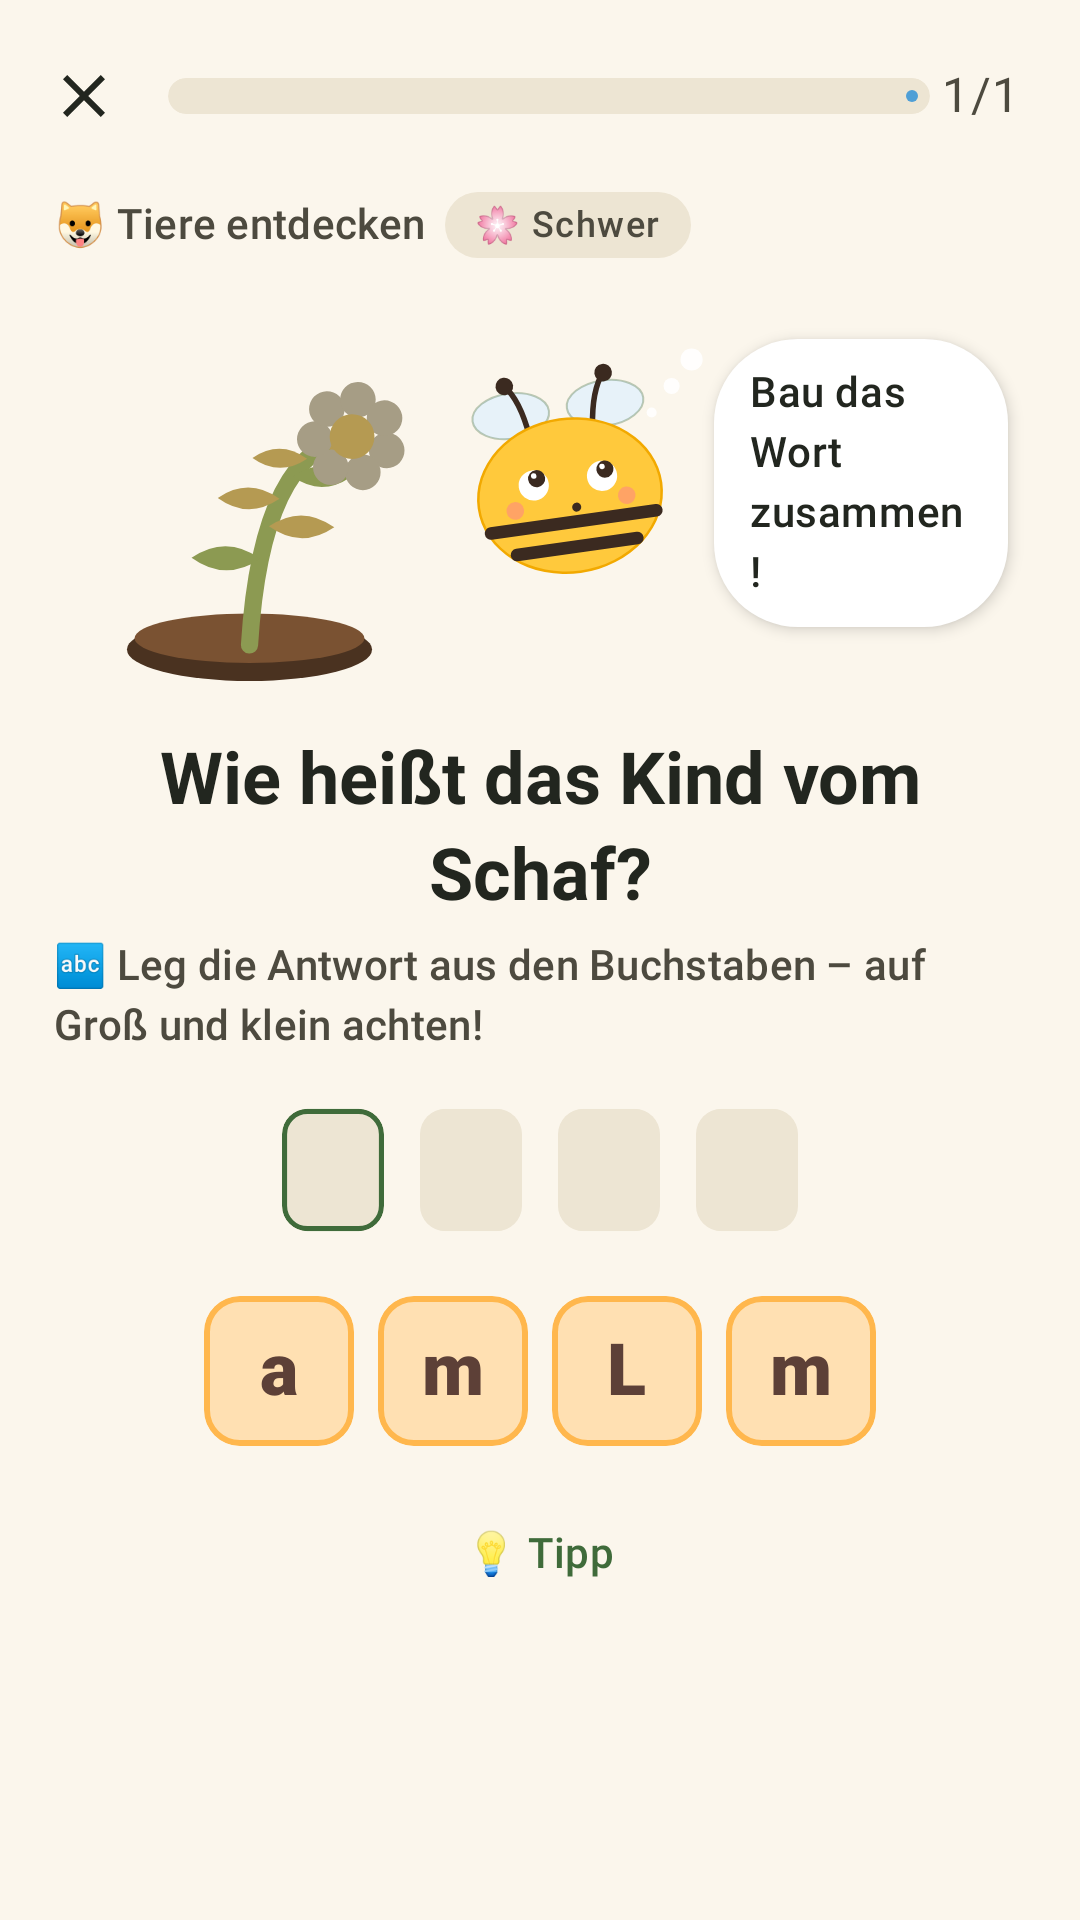 1/1
Tiere entdecken
Schwer
Bau das
Wort
zusammen
!
Wie heißt das Kind vom
Schaf?
abc Leg die Antwort aus den Buchstaben – auf
Groß und klein achten!
a m L m
Tipp